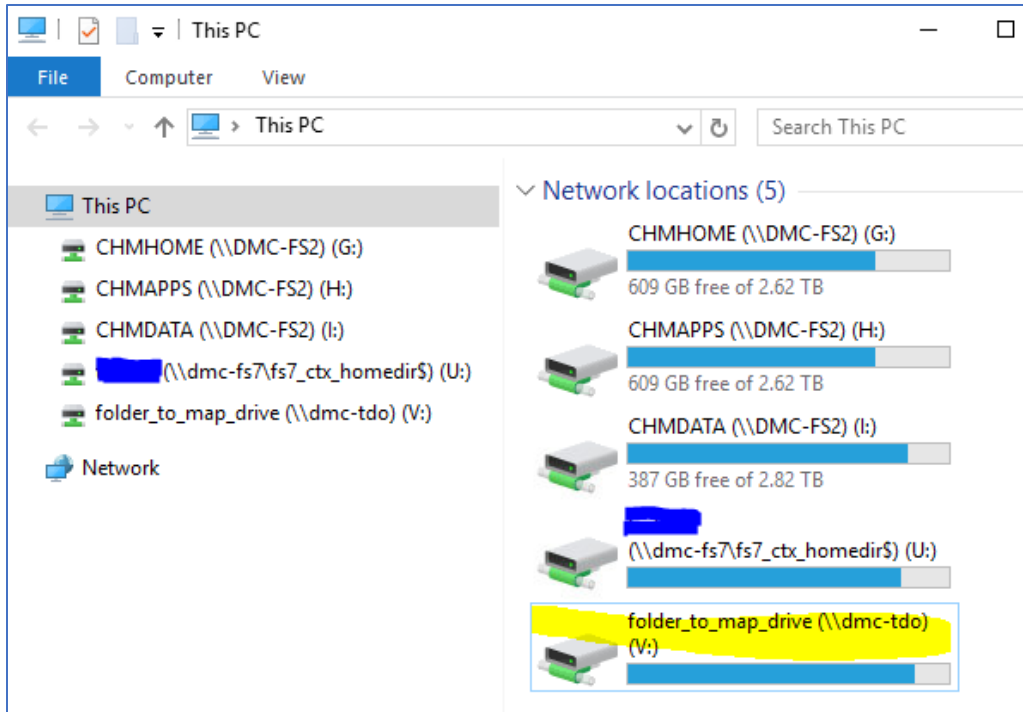 This PC
File Computer View
This PC
Search This PC
This PC
CHMHOME (\\DMC-FS2) (G:)
CHMAPPS (\\DMC-FS2) (H:)
CHMDATA (\\DMC-FS2) (I:)
(\\dmc-fs7\fs7_ctx_homedir$) (U:)
folder_to_map_drive (\\dmc-tdo) (V:)
Network
Network locations (5)
CHMHOME (\\DMC-FS2) (G:)
609 GB free of 2.62 TB
CHMAPPS (\\DMC-FS2) (H:)
609 GB free of 2.62 TB
CHMDATA (\\DMC-FS2) (I:)
387 GB free of 2.82 TB
(\\dmc-fs7\fs7_ctx_homedir$) (U:)
folder_to_map_drive (\\dmc-tdo)
(V:)